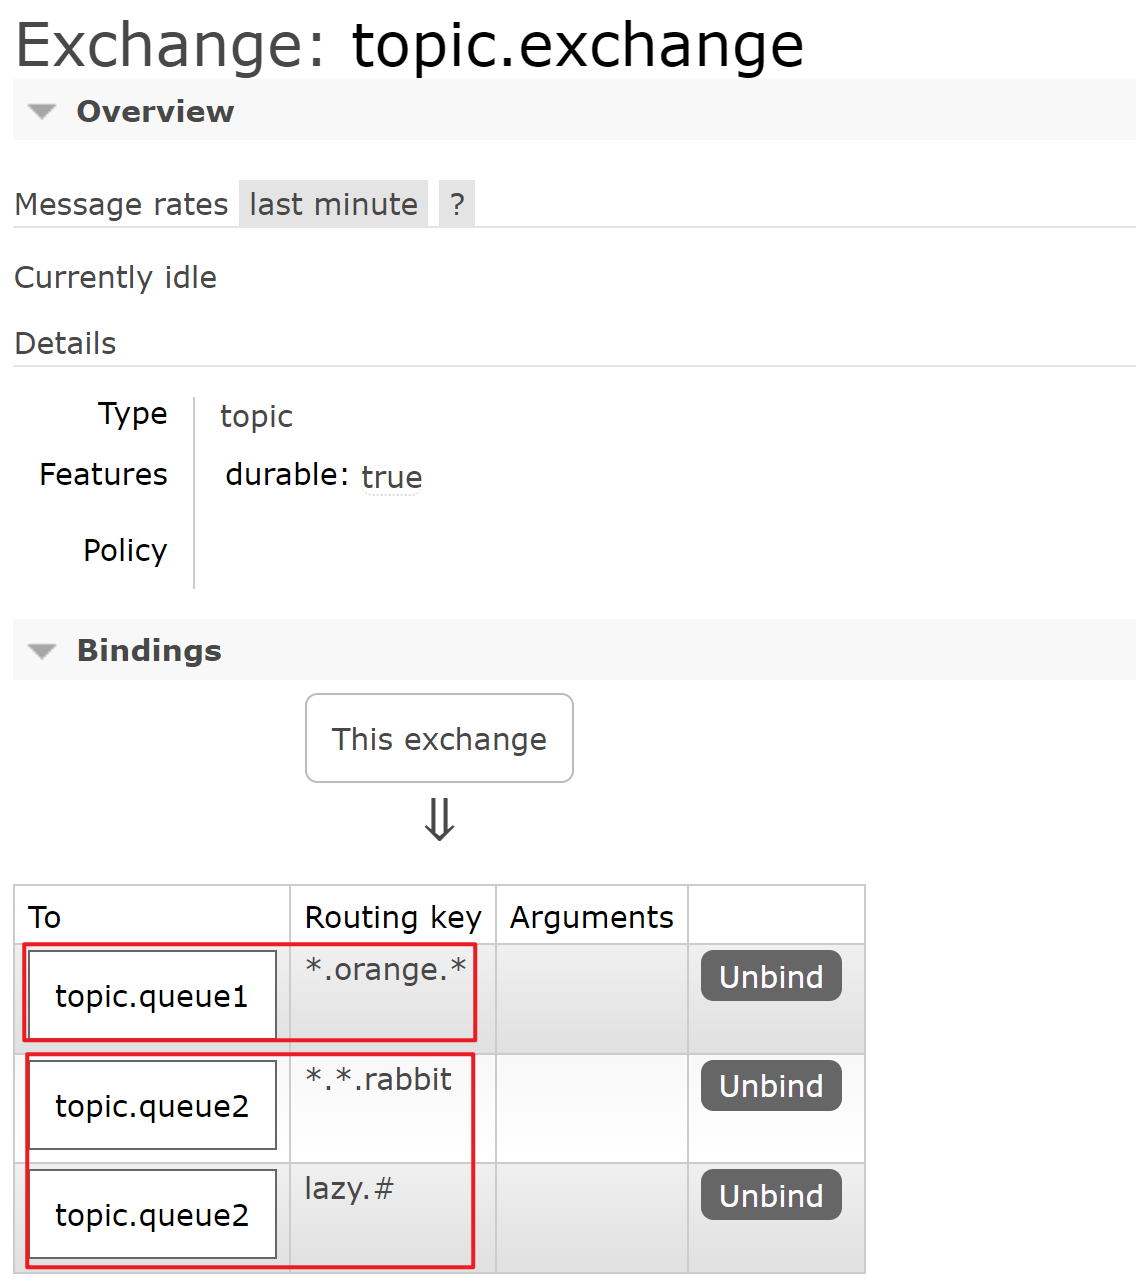 Exchange: topic.exchange
Overview
Message rates last minute ?
Currently idle
Details
Type topic
Features durable: true
Policy
Bindings
This exchange
⇓
To Routing key Arguments
topic.queue1 *.orange.* Unbind
topic.queue2 *.*.rabbit Unbind
topic.queue2 lazy.# Unbind